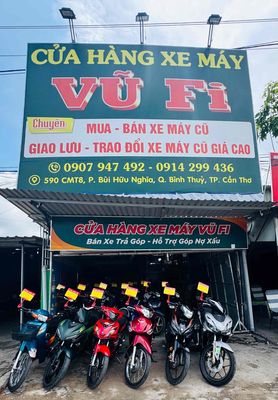 CỬA HÀNG XE MÁY
VŨ Fi
Chuyên
MUA - BÁN XE MÁY CŨ
GIAO LƯU - TRAO ĐỔI XE MÁY CŨ GIÁ CAO
0907 947 492 - 0914 299 436
590 CMT8, P. Bùi Hữu Nghĩa, Q. Bình Thuỷ, TP. Cần Thơ
CỬA HÀNG XE MÁY VŨ FI
Bán Xe Trả Góp - Hỗ Trợ Góp Nợ Xấu